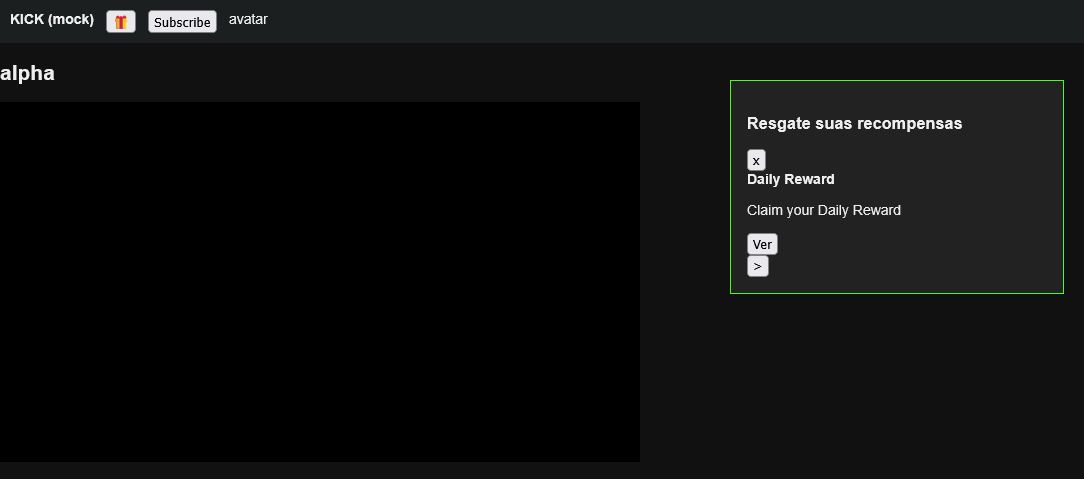 KICK (mock) Subscribe avatar
alpha
Resgate suas recompensas
x
Daily Reward
Claim your Daily Reward
Ver
>